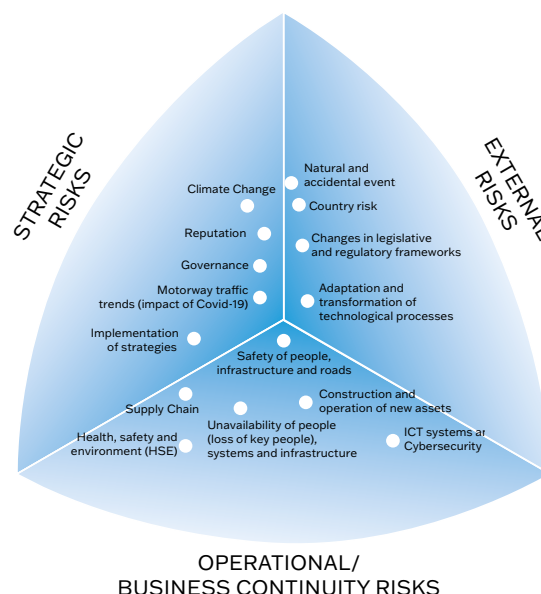 STRATEGIC
RISKS
EXTERNAL
RISKS
Natural and
accidental event
Climate Change
Country risk
Reputation
Changes in legislative
and regulatory frameworks
Governance
Motorway traffic
trends (impact of Covid-19)
Adaptation and
transformation of
technological processes
Implementation
of strategies
Safety of people,
infrastructure and roads
Supply Chain
Construction and
operation of new assets
Unavailability of people
(loss of key people),
systems and infrastructure
Health, safety and
environment (HSE)
ICT systems
Cybersecurity
OPERATIONAL/
BUSINESS CONTINUITY RISKS